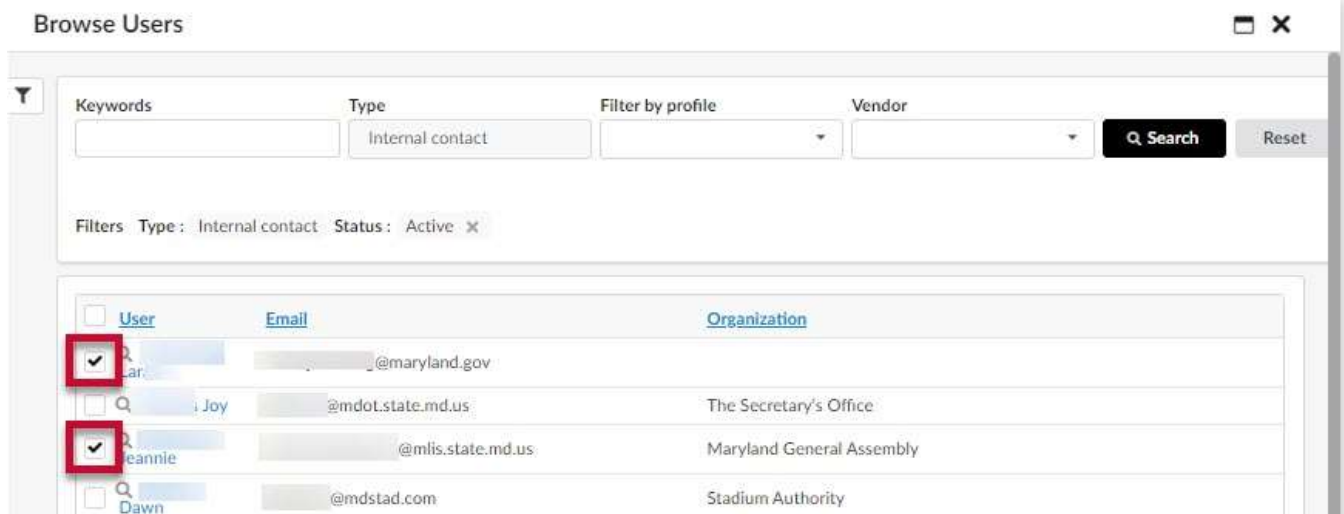 Browse Users
Keywords Type Filter by profile Vendor
Internal contact Search Reset
Filters Type : Internal contact Status : Active
User Email Organization
@maryland.gov
Joy @mdot.state.md.us The Secretary's Office
@mlis.state.md.us Maryland General Assembly
Jeannie
@mdstad.com Stadium Authority
Dawn